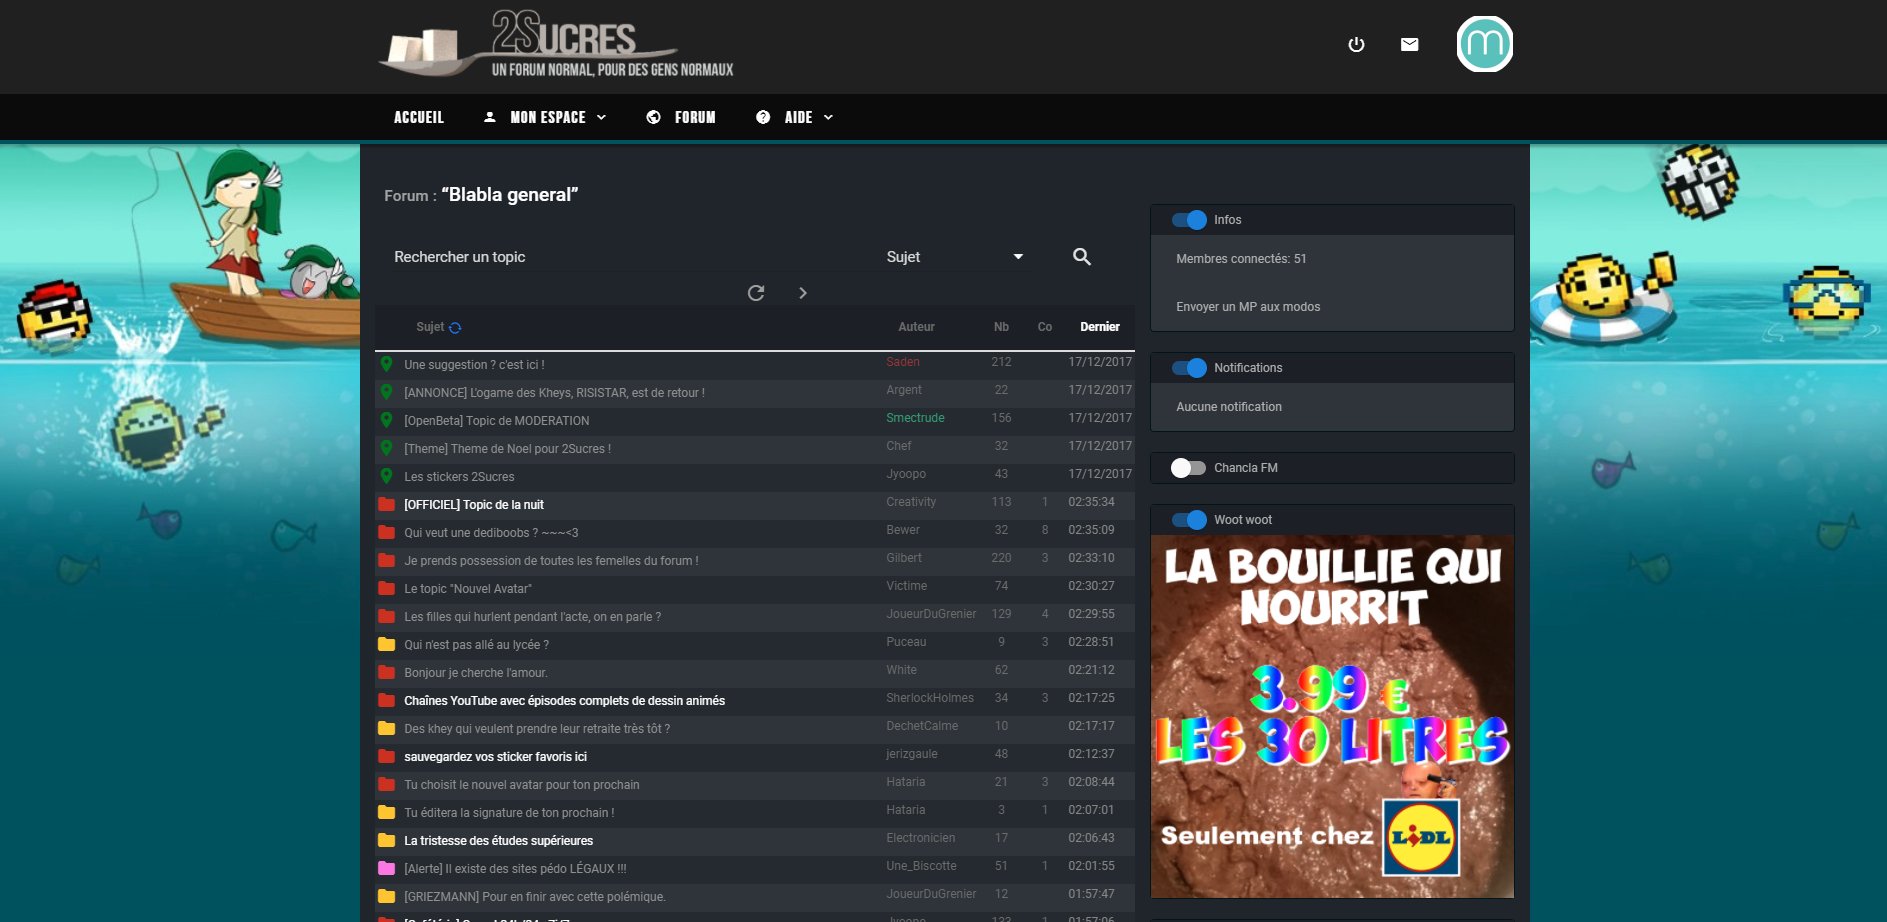 2SUCRES
UN FORUM NORMAL, POUR DES GENS NORMAUX
m
ACCUEIL MON ESPACE FORUM AIDE
Forum : “Blabla general”
Rechercher un topic Sujet
Sujet Auteur Nb Co Dernier
Une suggestion ? c'est ici ! Saden 212 17/12/2017
[ANNONCE] L'ogame des Kheys, RISISTAR, est de retour ! Argent 22 17/12/2017
[OpenBeta] Topic de MODERATION Smectrude 156 17/12/2017
[Theme] Theme de Noel pour 2Sucres ! Chef 32 17/12/2017
Les stickers 2Sucres Jyoopo 43 17/12/2017
[OFFICIEL] Topic de la nuit Creativity 113 1 02:35:34
Qui veut une dediboobs ? ~~~<3 Bewer 32 8 02:35:09
Je prends possession de toutes les femelles du forum ! Gilbert 220 3 02:33:10
Le topic "Nouvel Avatar" Victime 74 02:30:27
Les filles qui hurlent pendant l'acte, on en parle ? JoueurDuGrenier 129 4 02:29:55
Qui n'est pas allé au lycée ? Puceau 9 3 02:28:51
Bonjour je cherche l'amour. White 62 02:21:12
Chaînes YouTube avec épisodes complets de dessin animés SherlockHolmes 34 3 02:17:25
Des khey qui veulent prendre leur retraite très tôt ? DechetCalme 10 02:17:17
sauvegardez vos sticker favoris ici jerizgaule 48 02:12:37
Tu choisit le nouvel avatar pour ton prochain Hataria 21 3 02:08:44
Tu éditera la signature de ton prochain ! Hataria 3 1 02:07:01
La tristesse des études supérieures Electronicien 17 02:06:43
[Alerte] Il existe des sites pédo LÉGAUX !!! Une_Biscotte 51 1 02:01:55
[GRIEZMANN] Pour en finir avec cette polémique. JoueurDuGrenier 12 01:57:47
Infos
Membres connectés: 51
Envoyer un MP aux modos
Notifications
Aucune notification
Chancla FM
Woot woot
LA BOUILLIE QUI
NOURRIT
3.99 €
LES 30 LITRES
Seulement chez LIDL